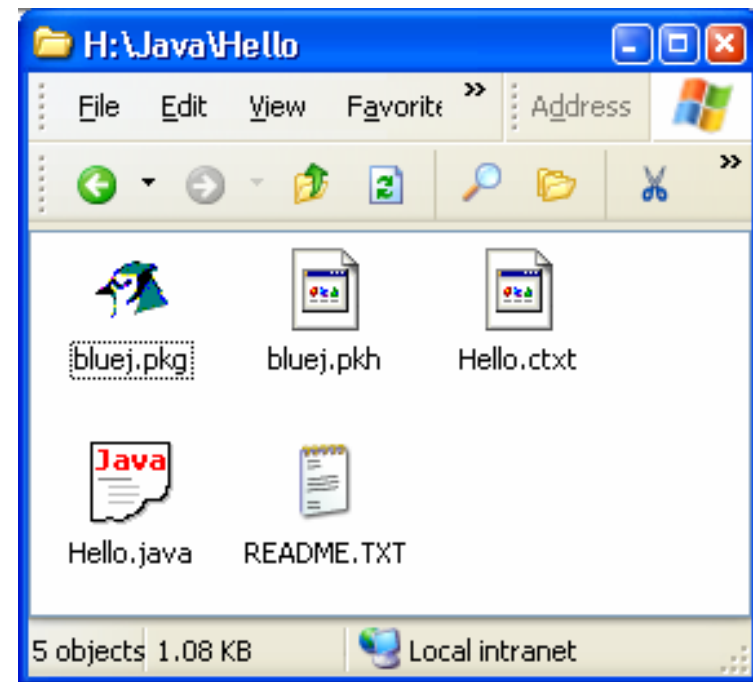 H:\Java\Hello
File Edit View Favorite » Address
»
bluej.pkg bluej.pkh Hello.ctxt
Java
Hello.java README.TXT
5 objects 1.08 KB Local intranet